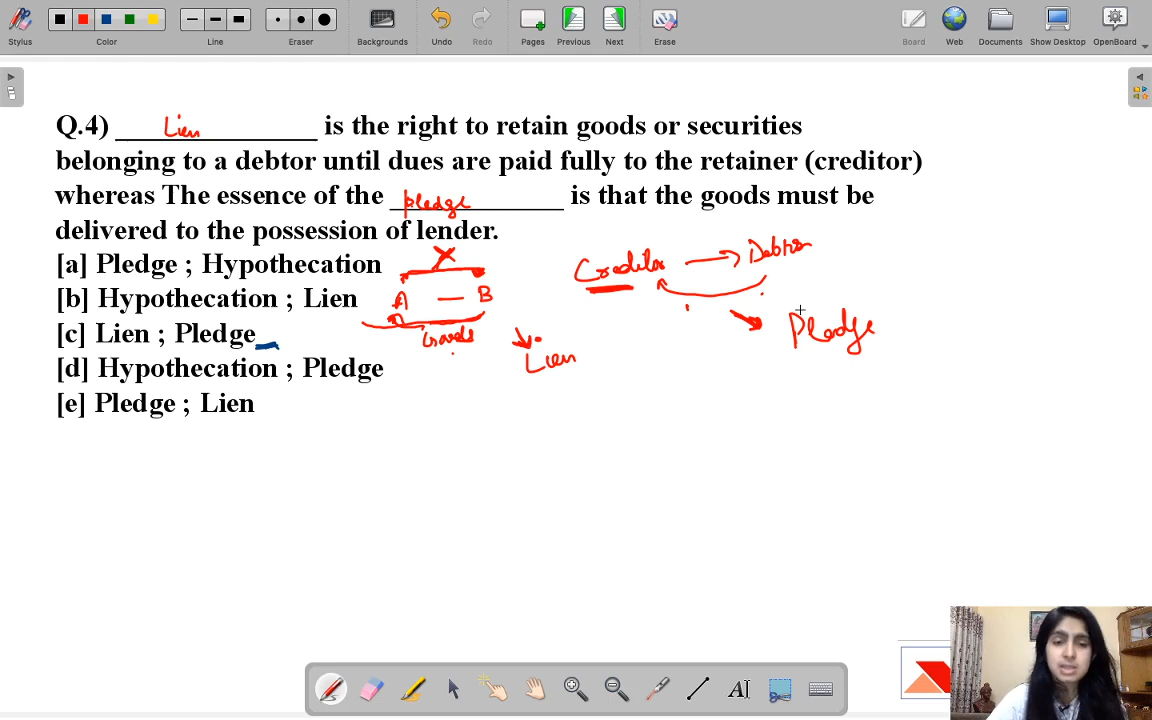 Stylus Color Line Eraser Backgrounds Undo Redo Pages Previous Next Erase Board Web Documents Show Desktop OpenBoard
Q.4) Lien is the right to retain goods or securities
belonging to a debtor until dues are paid fully to the retainer (creditor)
whereas The essence of the pledge is that the goods must be
delivered to the possession of lender.
[a] Pledge ; Hypothecation
[b] Hypothecation ; Lien
[c] Lien ; Pledge
[d] Hypothecation ; Pledge
[e] Pledge ; Lien
X
A — B
Goods
Lien
Creditor Debtor
Pledge